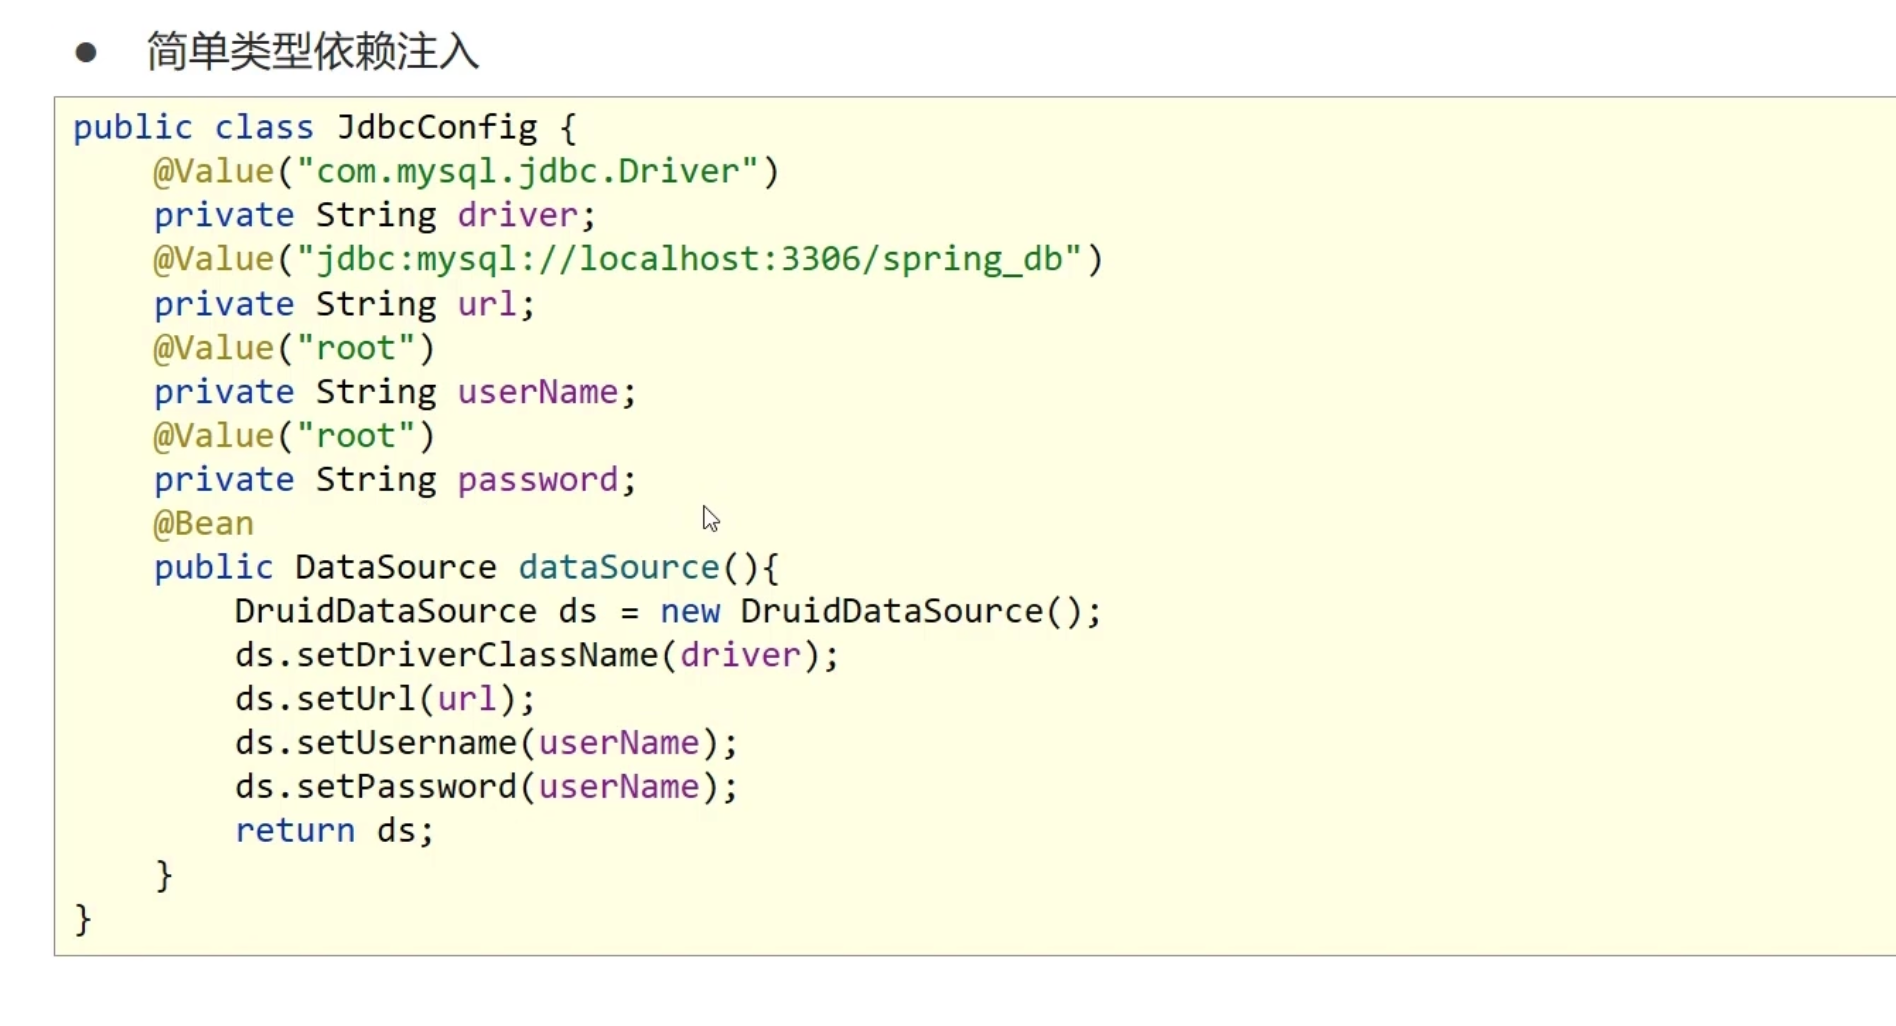 ● 简单类型依赖注入
public class JdbcConfig {
    @Value("com.mysql.jdbc.Driver")
    private String driver;
    @Value("jdbc:mysql://localhost:3306/spring_db")
    private String url;
    @Value("root")
    private String userName;
    @Value("root")
    private String password;
    @Bean
    public DataSource dataSource(){
        DruidDataSource ds = new DruidDataSource();
        ds.setDriverClassName(driver);
        ds.setUrl(url);
        ds.setUsername(userName);
        ds.setPassword(userName);
        return ds;
    }
}